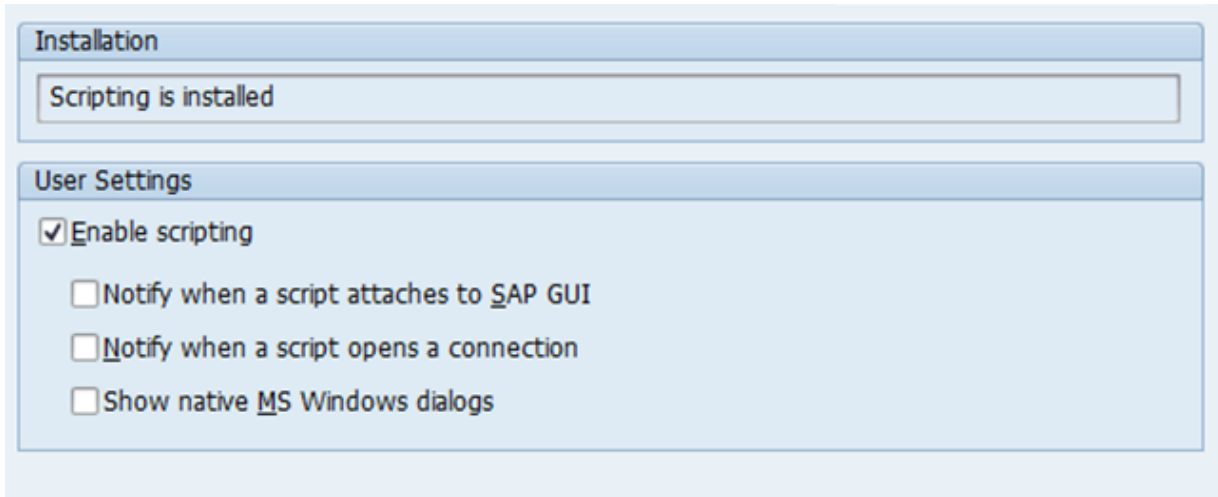 Installation
Scripting is installed
User Settings
Enable scripting
Notify when a script attaches to SAP GUI
Notify when a script opens a connection
Show native MS Windows dialogs